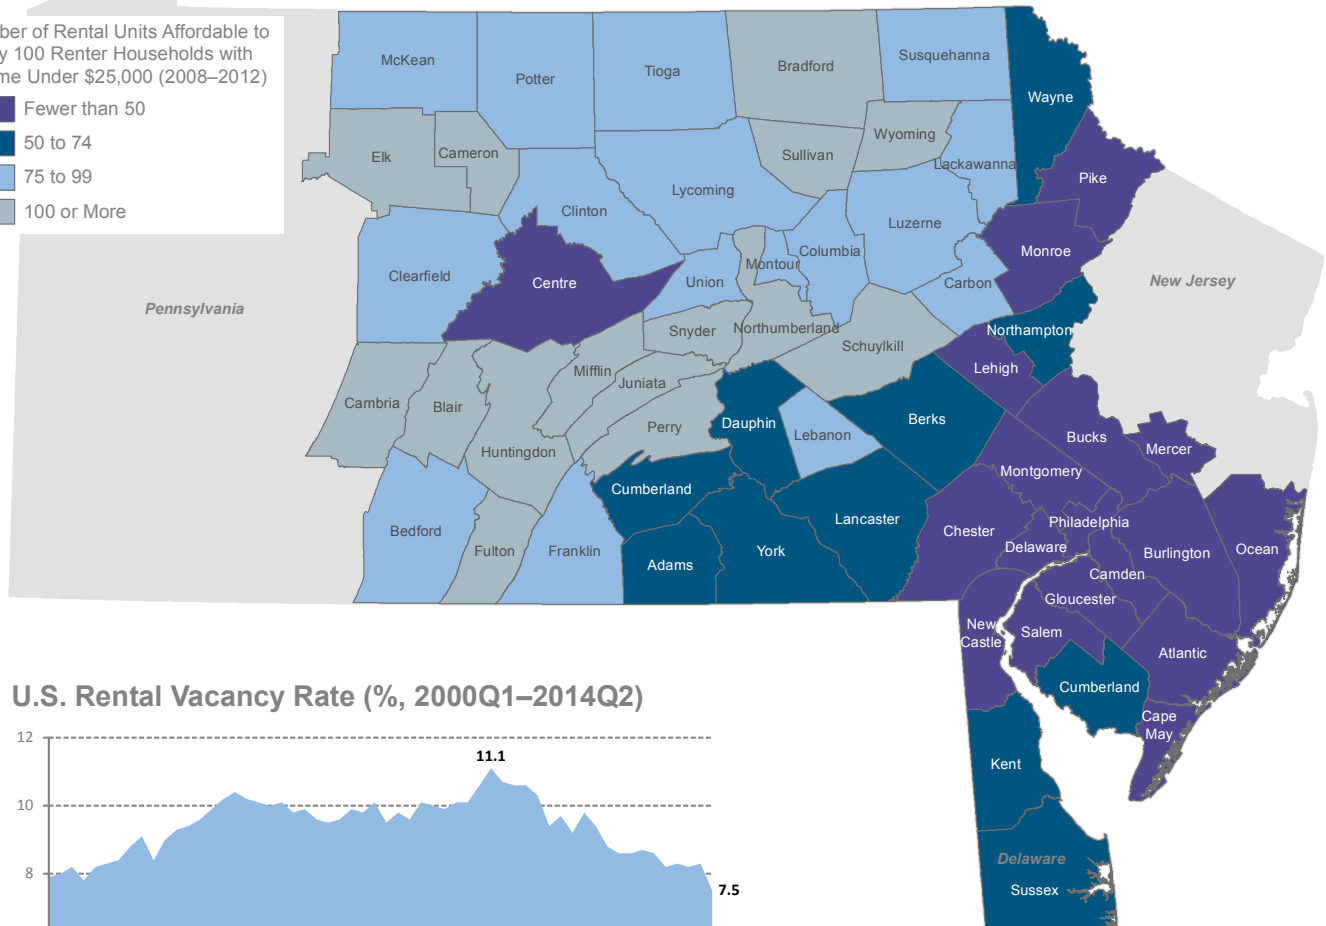 ber of Rental Units Affordable to
y 100 Renter Households with
me Under $25,000 (2008–2012)
Fewer than 50
50 to 74
75 to 99
100 or More
McKean
Potter
Tioga
Bradford
Susquehanna
Wayne
Elk
Cameron
Sullivan
Wyoming
Lackawanna
Pike
Clinton
Lycoming
Luzerne
Monroe
Clearfield
Centre
Union
Montour
Columbia
Carbon
New Jersey
Pennsylvania
Snyder
Northumberland
Schuylkill
Northampton
Lehigh
Mifflin
Juniata
Cambria
Blair
Huntingdon
Perry
Dauphin
Lebanon
Berks
Bucks
Mercer
Montgomery
Cumberland
Lancaster
Chester
Philadelphia
Delaware
Burlington
Ocean
Bedford
Fulton
Franklin
Adams
York
Camden
Gloucester
New
Castle
Salem
Atlantic
Cumberland
Cape
May
Kent
Delaware
Sussex
U.S. Rental Vacancy Rate (%, 2000Q1–2014Q2)
12
11.1
10
8
7.5